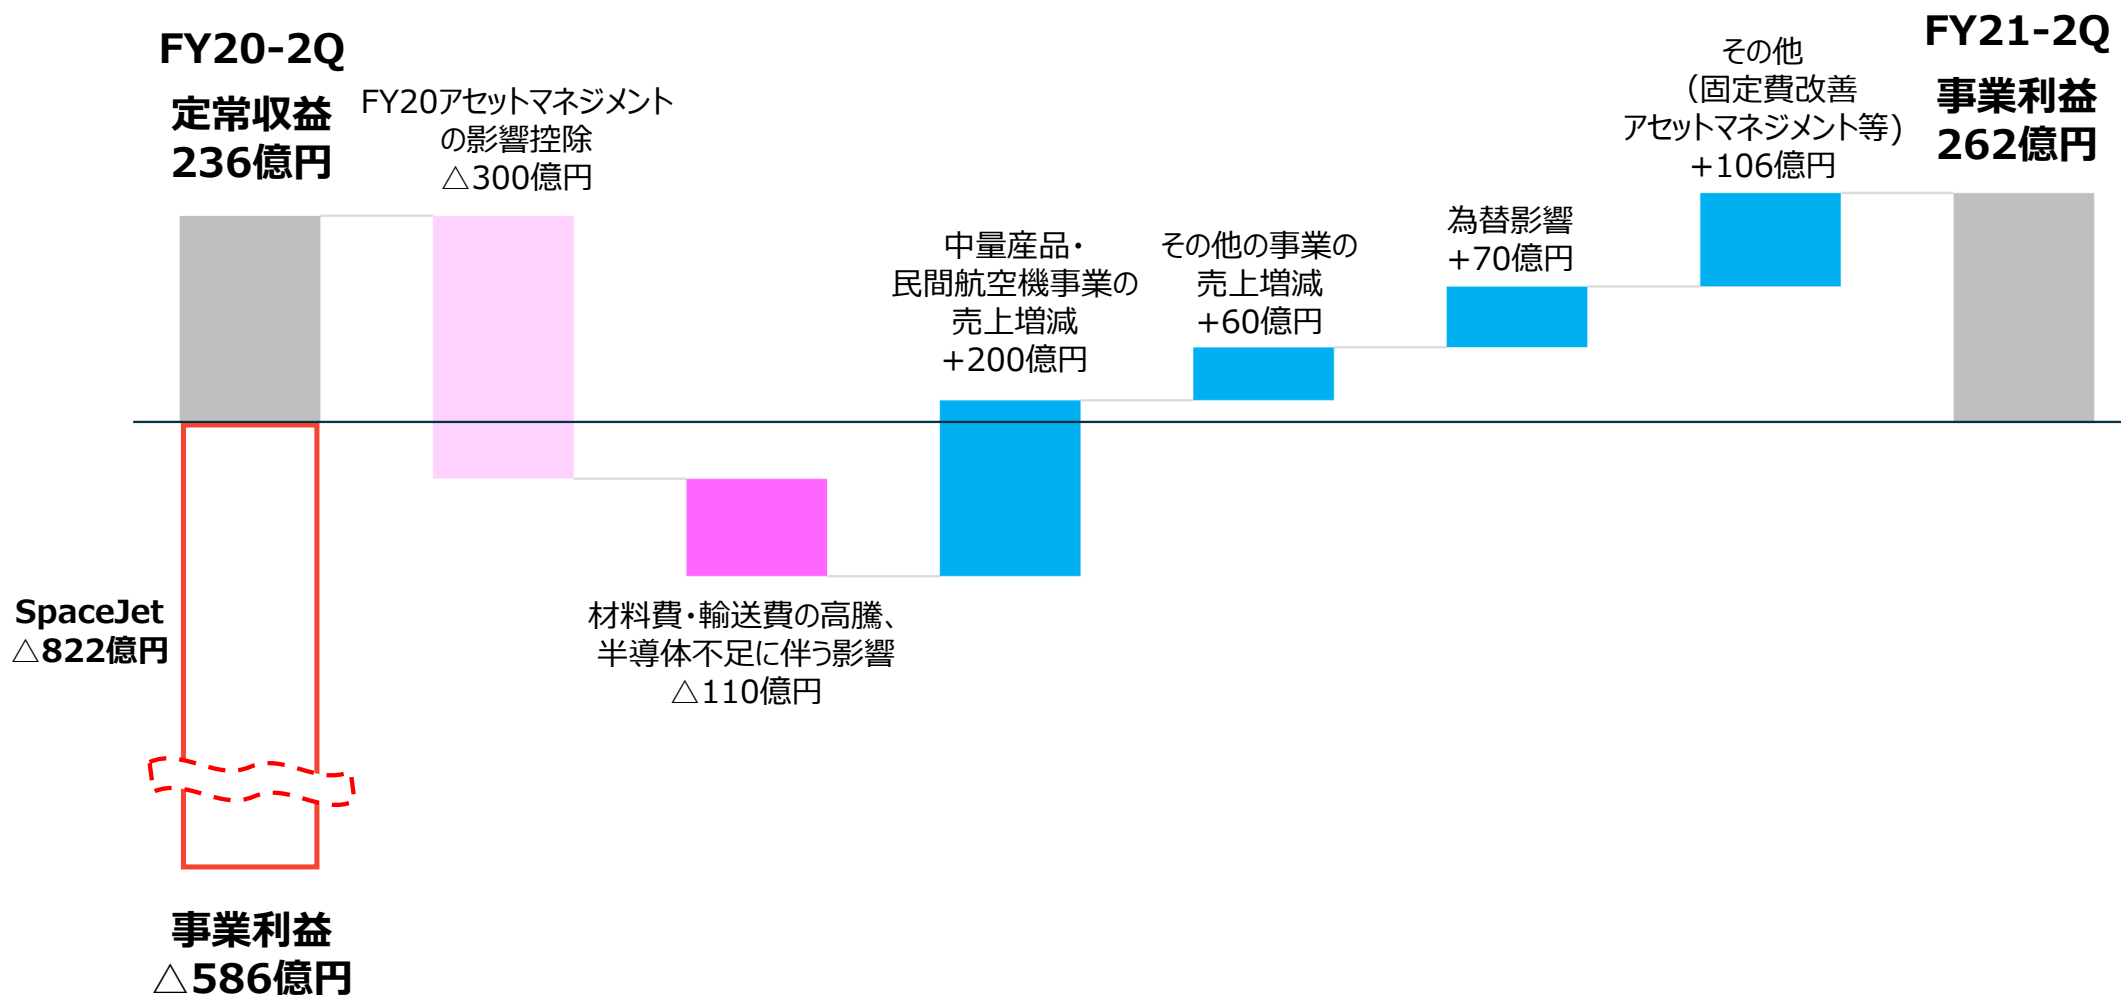 FY20-2Q
定常収益
236億円
FY20アセットマネジメント
の影響控除
△300億円
材料費・輸送費の高騰、
半導体不足に伴う影響
△110億円
中量産品・
民間航空機事業の
売上増減
+200億円
その他の事業の
売上増減
+60億円
為替影響
+70億円
その他
（固定費改善
アセットマネジメント等)
+106億円
FY21-2Q
事業利益
262億円
SpaceJet
△822億円
事業利益
△586億円